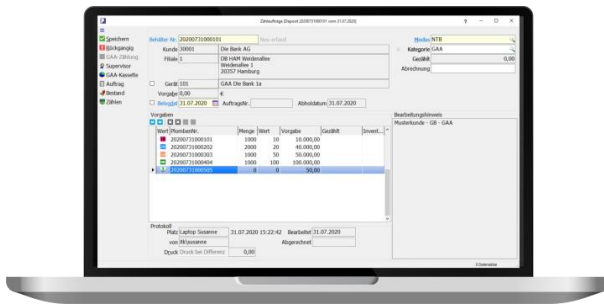 Zählaufträge [Deposit 20200731000101 vom 31.07.2020]
Speichern
Rückgängig
GAA-Zählung
Supervisor
GAA-Kassette
Auftrag
Bestand
Zählen
Behälter Nr. 20200731000101 Neu erfasst
Kunde 30001 Die Bank AG
Filiale 1 DB HAM Weidenallee
Weidenallee 1
20357 Hamburg
Gerät 101 GAA Die Bank 1a
Vorgabe 0,00 €
Belegdat 31.07.2020 AuftragsNr. Abholdatum 31.07.2020
Medien NTB
Kategorie GAA
Gezählt 0,00
Abrechnung
Vorgaben
Wert PlombenNr. Menge Wert Vorgabe Gezählt Invent...
20200731000101 1000 10 10.000,00
20200731000202 2000 20 40.000,00
20200731000303 1000 50 50.000,00
20200731000404 1000 100 100.000,00
20200731000505 0 0 50,00
Bearbeitungshinweis
Musterkunde - GB - GAA
Protokoll
Platz Laptop Susanne 31.07.2020 15:22:42 Bearbeitet 31.07.2020
von Abgerechnet
Druck Druck bei Differenz 0,00